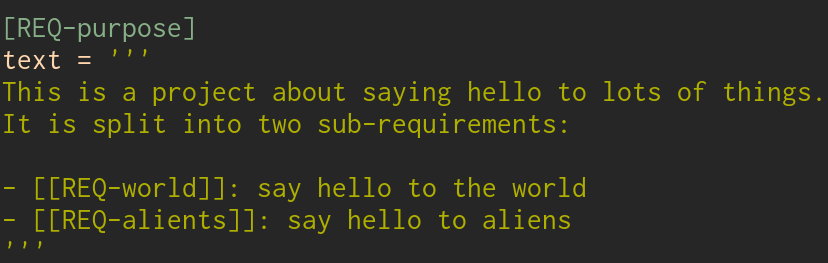 [REQ-purpose]
text = '''
This is a project about saying hello to lots of things.
It is split into two sub-requirements:

- [[REQ-world]]: say hello to the world
- [[REQ-alients]]: say hello to aliens
'''